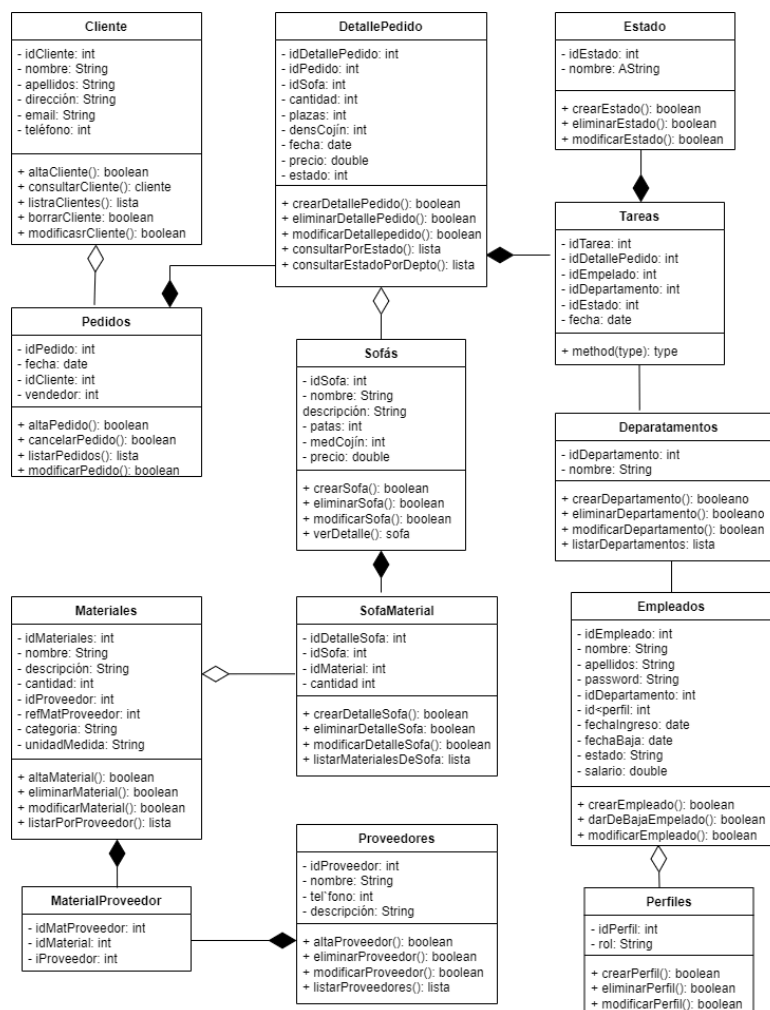 Cliente
- idCliente: int
- nombre: String
- apellidos: String
- dirección: String
- email: String
- teléfono: int
+ altaCliente(): boolean
+ consultarCliente(): cliente
+ listraClientes(): lista
+ borrarCliente: boolean
+ modificasrCliente(): boolean
DetallePedido
- idDetallePedido: int
- idPedido: int
- idSofa: int
- cantidad: int
- plazas: int
- densCojín: int
- fecha: date
- precio: double
- estado: int
+ crearDetallePedido(): boolean
+ eliminarDetallePedido(): boolean
+ modificarDetallepedido(): boolean
+ consultarPorEstado(): lista
+ consultarEstadoPorDepto(): lista
Estado
- idEstado: int
- nombre: AString
+ crearEstado(): boolean
+ eliminarEstado(): boolean
+ modificarEstado(): boolean
Tareas
- idTarea: int
- idDetallePedido: int
- idEmpelado: int
- idDepartamento: int
- idEstado: int
- fecha: date
+ method(type): type
Pedidos
- idPedido: int
- fecha: date
- idCliente: int
- vendedor: int
+ altaPedido(): boolean
+ cancelarPedido(): boolean
+ listarPedidos(): lista
+ modificarPedido(): boolean
Sofás
- idSofa: int
- nombre: String
descripción: String
- patas: int
- medCojín: int
- precio: double
+ crearSofa(): boolean
+ eliminarSofa(): boolean
+ modificarSofa(): boolean
+ verDetalle(): sofa
Deparatamentos
- idDepartamento: int
- nombre: String
+ crearDepartamento(): booleano
+ eliminarDepartamento(): booleano
+ modificarDepartamento(): boolean
+ listarDepartamentos: lista
Materiales
- idMateriales: int
- nombre: String
- descripción: String
- cantidad: int
- idProveedor: int
- refMatProveedor: int
- categoria: String
- unidadMedida: String
+ altaMaterial(): boolean
+ eliminarMaterial(): boolean
+ modificarMaterial(): boolean
+ listarPorProveedor(): lista
SofaMaterial
- idDetalleSofa: int
- idSofa: int
- idMaterial: int
- cantidad int
+ crearDetalleSofa(): boolean
+ eliminarDetalleSofa: boolean
+ modificarDetalleSofa(): boolean
+ listarMaterialesDeSofa: lista
Empleados
- idEmpleado: int
- nombre: String
- apellidos: String
- password: String
- idDepartamento: int
- id<perfil: int
- fechaIngreso: date
- fechaBaja: date
- estado: String
- salario: double
+ crearEmpleado(): boolean
+ darDeBajaEmpelado(): boolean
+ modificarEmpleado(): boolean
MaterialProveedor
- idMatProveedor: int
- idMaterial: int
- iProveedor: int
Proveedores
- idProveedor: int
- nombre: String
- tel`fono: int
- descripción: String
+ altaProveedor(): boolean
+ eliminarProveedor(): boolean
+ modificarProveedor(): boolean
+ listarProveedores(): lista
Perfiles
- idPerfil: int
- rol: String
+ crearPerfil(): boolean
+ eliminarPerfil(): boolean
+ modificarPerfil(): boolean